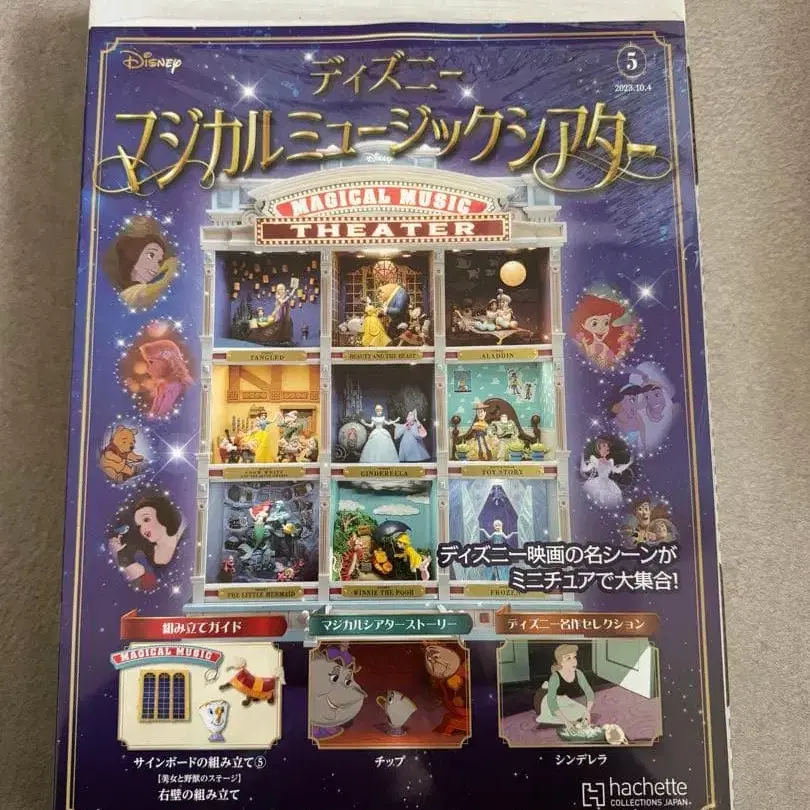 Disney
ディズニー
5
2023.10.4
マジカルミュージックシアター
Disney
MAGICAL MUSIC
THEATER
TANGLED
BEAUTY AND THE BEAST
ALADDIN
SNOW WHITE
AND THE SEVEN DWARFS
CINDERELLA
TOY STORY
THE LITTLE MERMAID
WINNIE THE POOH
FROZEN
ディズニー映画の名シーンが
ミニチュアで大集合!
組み立てガイド
マジカルシアターストーリー
ディズニー名作セレクション
MAGICAL MUSIC
サインボードの組み立て⑤
【美女と野獣のステージ】
右壁の組み立て
チップ
シンデレラ
hachette
COLLECTIONS JAPAN